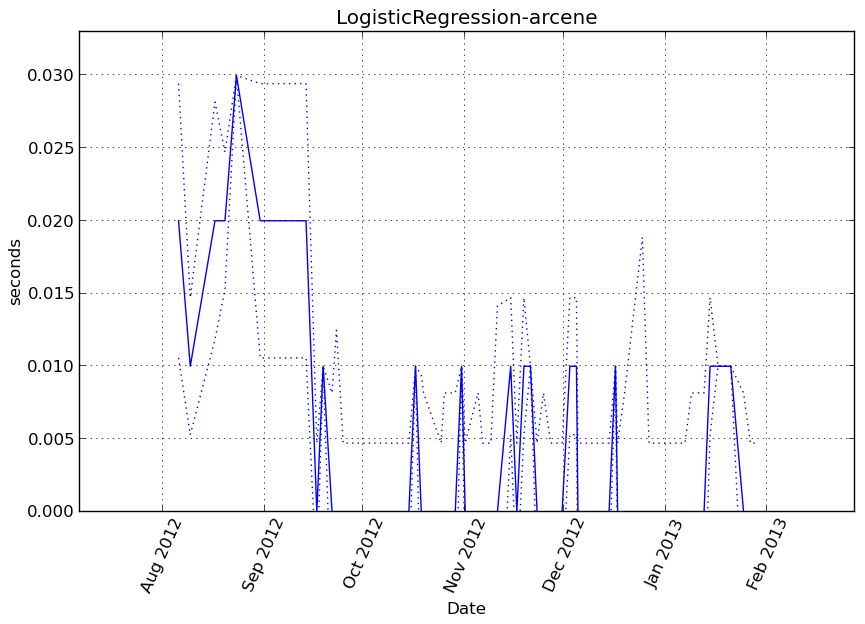 LogisticRegression-arcene
0.030
0.025
0.020
0.015
0.010
0.005
0.000
seconds
Aug 2012
Sep 2012
Oct 2012
Nov 2012
Dec 2012
Jan 2013
Feb 2013
Date